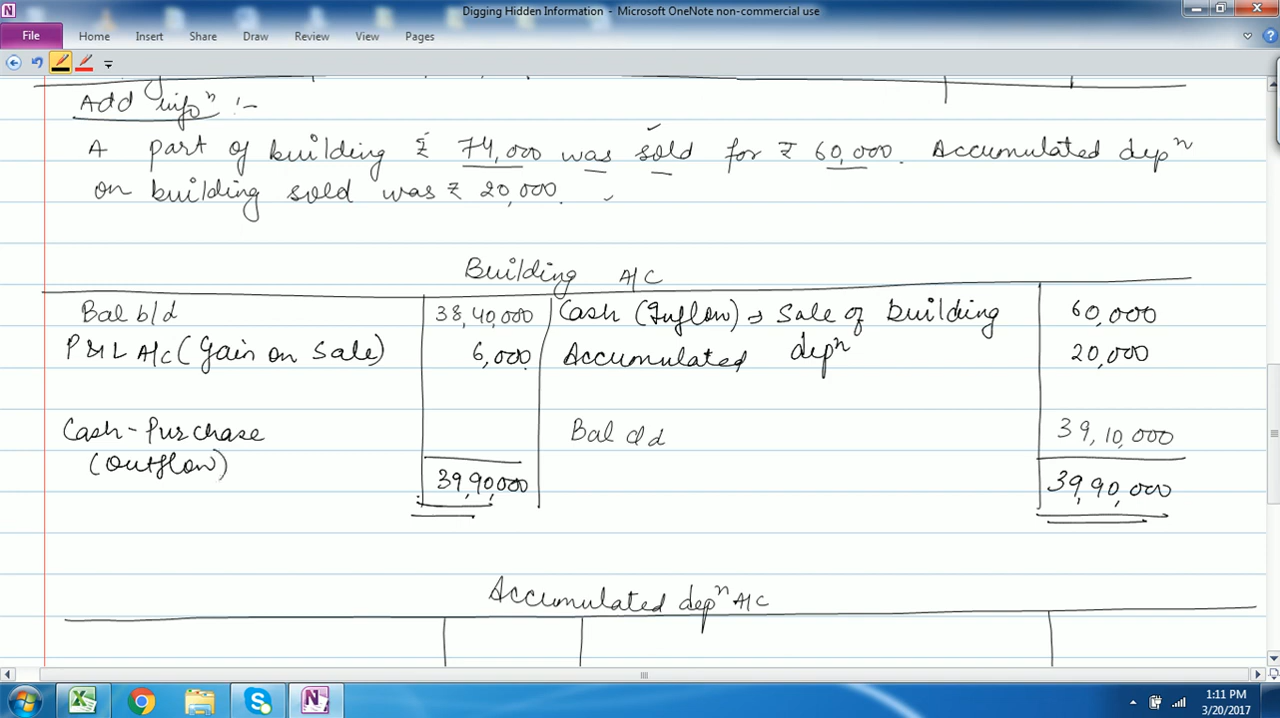 Digging Hidden Information - Microsoft OneNote non-commercial use
File Home Insert Share Draw Review View Pages
Add infoⁿ :-
A part of building ₹ 74,000 was sold for ₹ 60,000. Accumulated depⁿ
on building sold was ₹ 20,000.
Building A/C
Bal b/d 38,40,000 Cash (Inflow) → Sale of building 60,000
P&L A/C (Gain on Sale) 6,000 Accumulated depⁿ 20,000
Cash-Purchase Bal c/d 39,10,000
(Outflow)
39,90,000 39,90,000
Accumulated depⁿ A/C
1:11 PM
3/20/2017